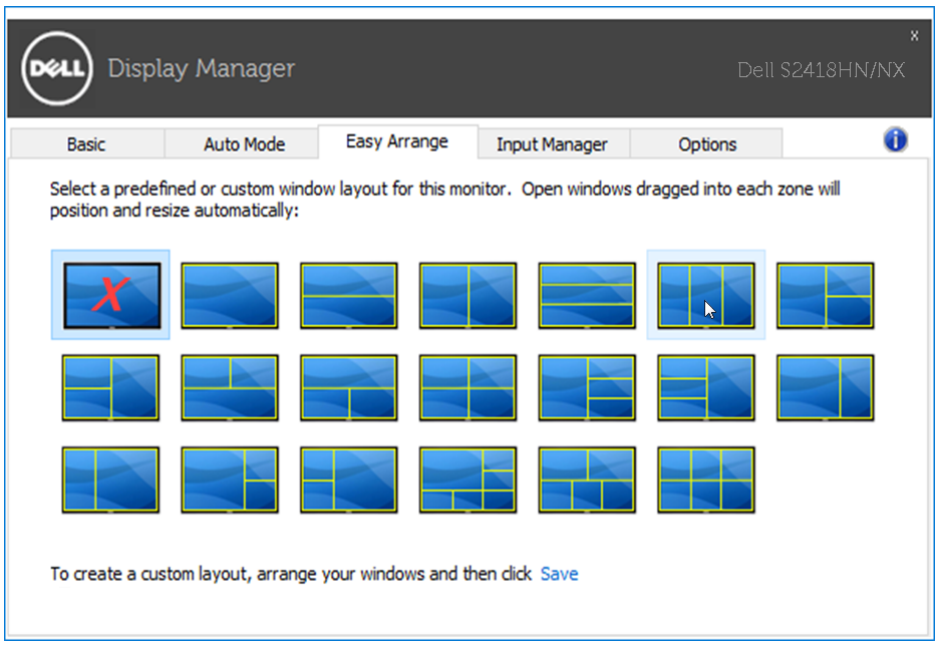 X
DELL
Display Manager
Dell S2418HN/NX
Basic
Auto Mode
Easy Arrange
Input Manager
Options
i
Select a predefined or custom window layout for this monitor. Open windows dragged into each zone will
position and resize automatically:
X
To create a custom layout, arrange your windows and then click Save